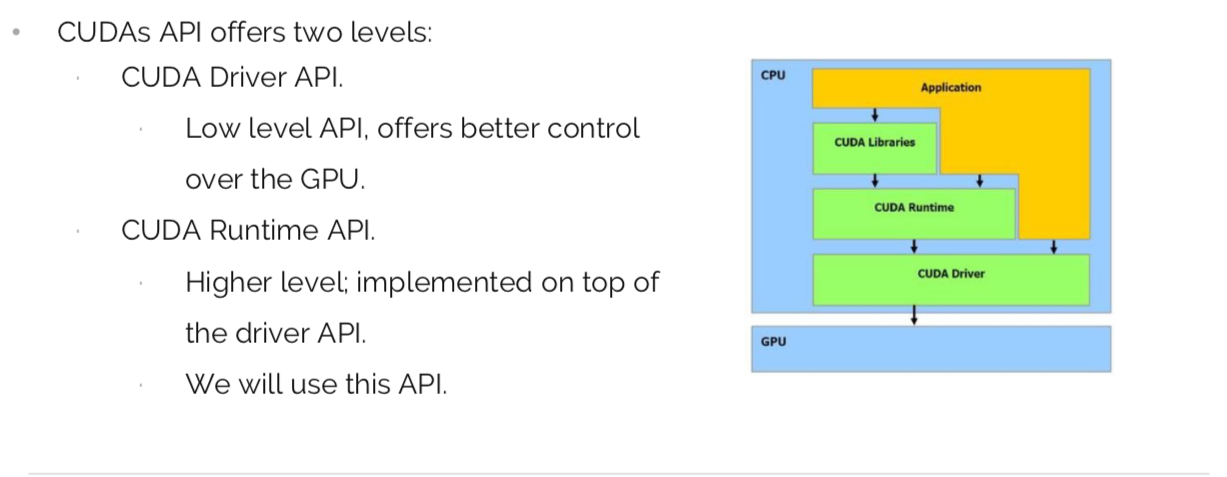 • CUDAs API offers two levels:
· CUDA Driver API.
· Low level API, offers better control
over the GPU.
· CUDA Runtime API.
· Higher level; implemented on top of
the driver API.
· We will use this API.
CPU
Application
CUDA Libraries
CUDA Runtime
CUDA Driver
GPU